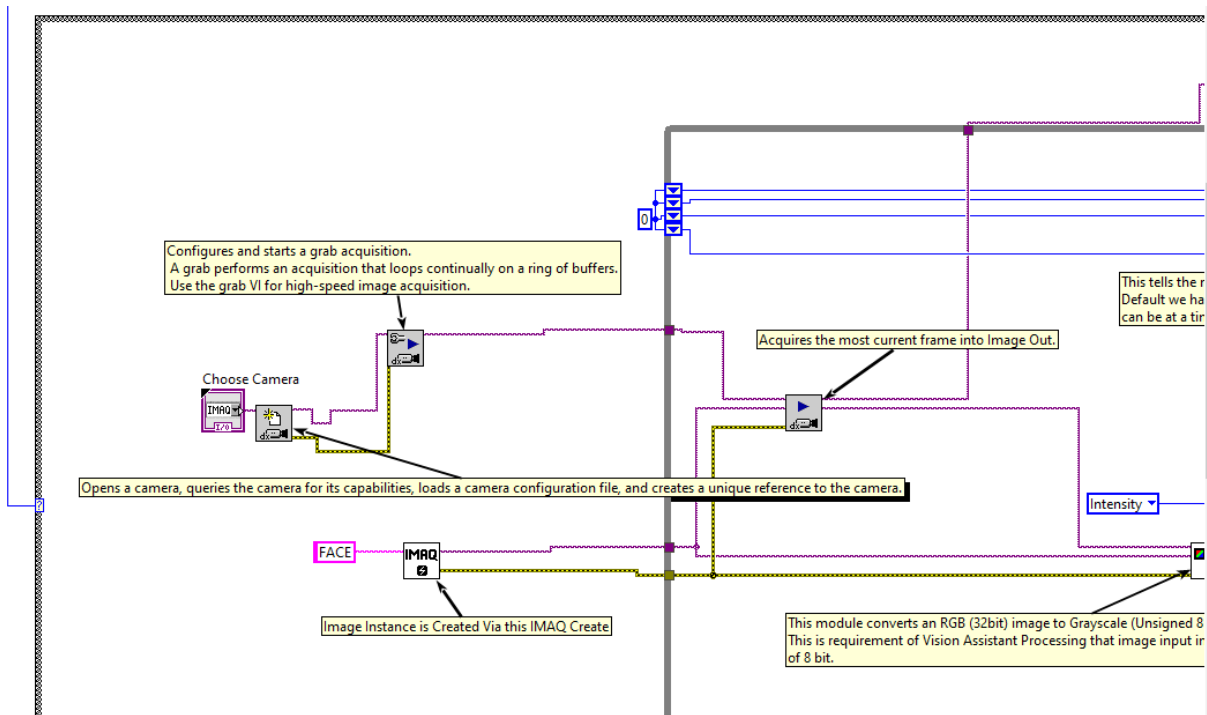 0
Configures and starts a grab acquisition.
A grab performs an acquisition that loops continually on a ring of buffers.
Use the grab VI for high-speed image acquisition.
This tells the r
Default we ha
can be at a tim
Acquires the most current frame into Image Out.
Choose Camera
IMAQ
I/O
dx
dx
dx
Opens a camera, queries the camera for its capabilities, loads a camera configuration file, and creates a unique reference to the camera.
?
Intensity
FACE
IMAQ
Image Instance is Created Via this IMAQ Create
This module converts an RGB (32bit) image to Grayscale (Unsigned 8
This is requirement of Vision Assistant Processing that image input in
of 8 bit.